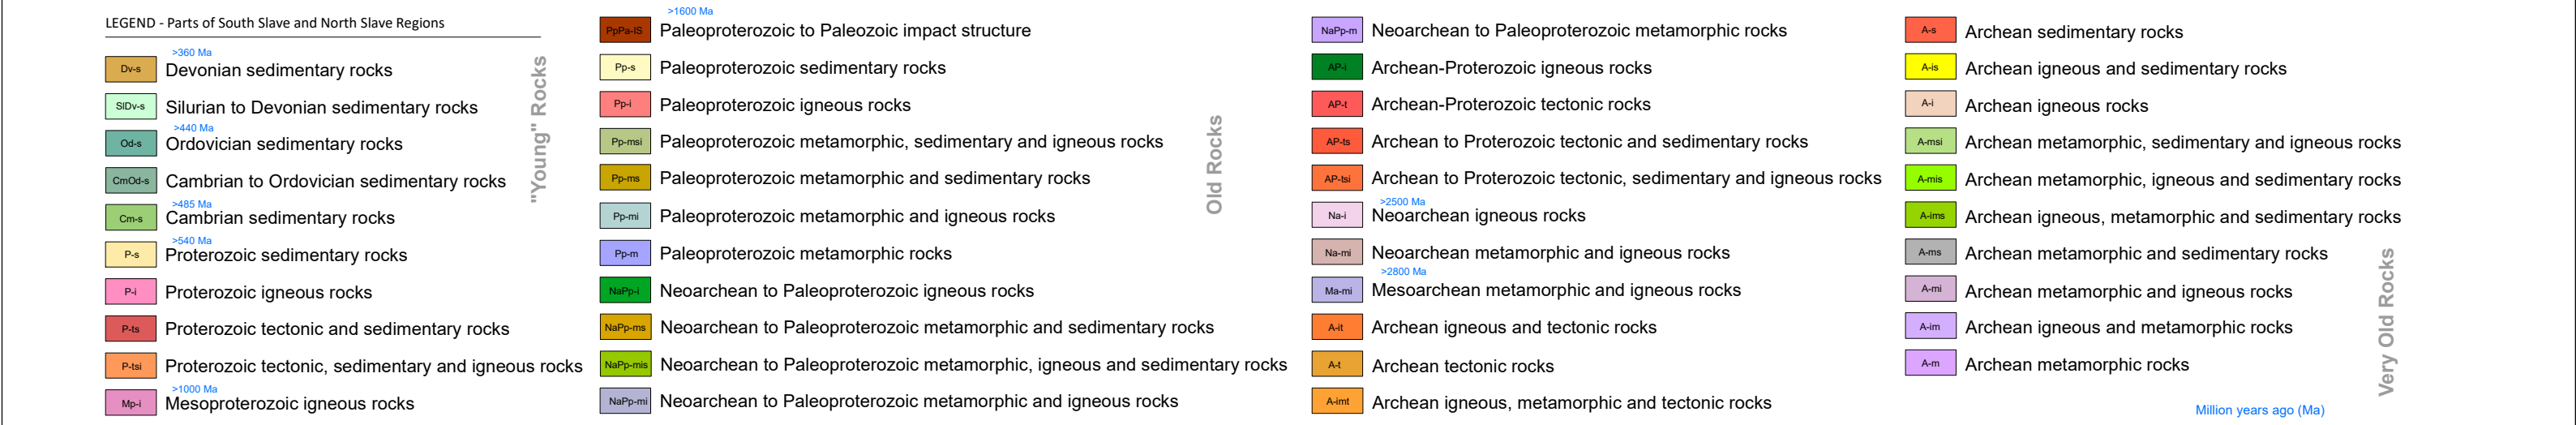 LEGEND - Parts of South Slave and North Slave Regions
>360 Ma
Dv-s Devonian sedimentary rocks
SIDv-s Silurian to Devonian sedimentary rocks
>440 Ma
Od-s Ordovician sedimentary rocks
CmOd-s Cambrian to Ordovician sedimentary rocks
>485 Ma
Cm-s Cambrian sedimentary rocks
>540 Ma
P-s Proterozoic sedimentary rocks
P-i Proterozoic igneous rocks
P-ts Proterozoic tectonic and sedimentary rocks
P-tsi Proterozoic tectonic, sedimentary and igneous rocks
>1000 Ma
Mp-i Mesoproterozoic igneous rocks
"Young" Rocks
>1600 Ma
PpPa-IS Paleoproterozoic to Paleozoic impact structure
Pp-s Paleoproterozoic sedimentary rocks
Pp-i Paleoproterozoic igneous rocks
Pp-msi Paleoproterozoic metamorphic, sedimentary and igneous rocks
Pp-ms Paleoproterozoic metamorphic and sedimentary rocks
Pp-mi Paleoproterozoic metamorphic and igneous rocks
Pp-m Paleoproterozoic metamorphic rocks
NaPp-i Neoarchean to Paleoproterozoic igneous rocks
NaPp-ms Neoarchean to Paleoproterozoic metamorphic and sedimentary rocks
NaPp-mis Neoarchean to Paleoproterozoic metamorphic, igneous and sedimentary rocks
NaPp-mi Neoarchean to Paleoproterozoic metamorphic and igneous rocks
Old Rocks
NaPp-m Neoarchean to Paleoproterozoic metamorphic rocks
AP-i Archean-Proterozoic igneous rocks
AP-t Archean-Proterozoic tectonic rocks
AP-ts Archean to Proterozoic tectonic and sedimentary rocks
AP-tsi Archean to Proterozoic tectonic, sedimentary and igneous rocks
>2500 Ma
Na-i Neoarchean igneous rocks
Na-mi Neoarchean metamorphic and igneous rocks
>2800 Ma
Ma-mi Mesoarchean metamorphic and igneous rocks
A-it Archean igneous and tectonic rocks
A-t Archean tectonic rocks
A-imt Archean igneous, metamorphic and tectonic rocks
A-s Archean sedimentary rocks
A-is Archean igneous and sedimentary rocks
A-i Archean igneous rocks
A-msi Archean metamorphic, sedimentary and igneous rocks
A-mis Archean metamorphic, igneous and sedimentary rocks
A-ims Archean igneous, metamorphic and sedimentary rocks
A-ms Archean metamorphic and sedimentary rocks
A-mi Archean metamorphic and igneous rocks
A-im Archean igneous and metamorphic rocks
A-m Archean metamorphic rocks
Very Old Rocks
Million years ago (Ma)